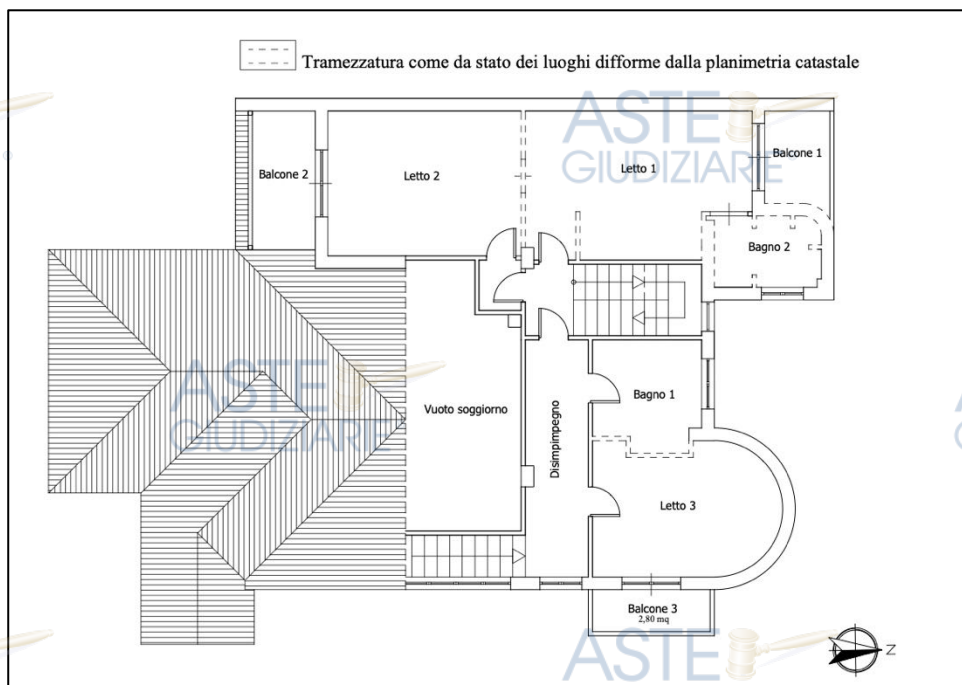 Tramezzatura come da stato dei luoghi difforme dalla planimetria catastale
ASTE
GIUDIZIARIE
Balcone 1
Balcone 2
Letto 2
Letto 1
Bagno 2
ASTE
GIUDIZIARIE
Vuoto soggiorno
Disimpimpegno
Bagno 1
Letto 3
Balcone 3
2,80 mq
ASTE
N